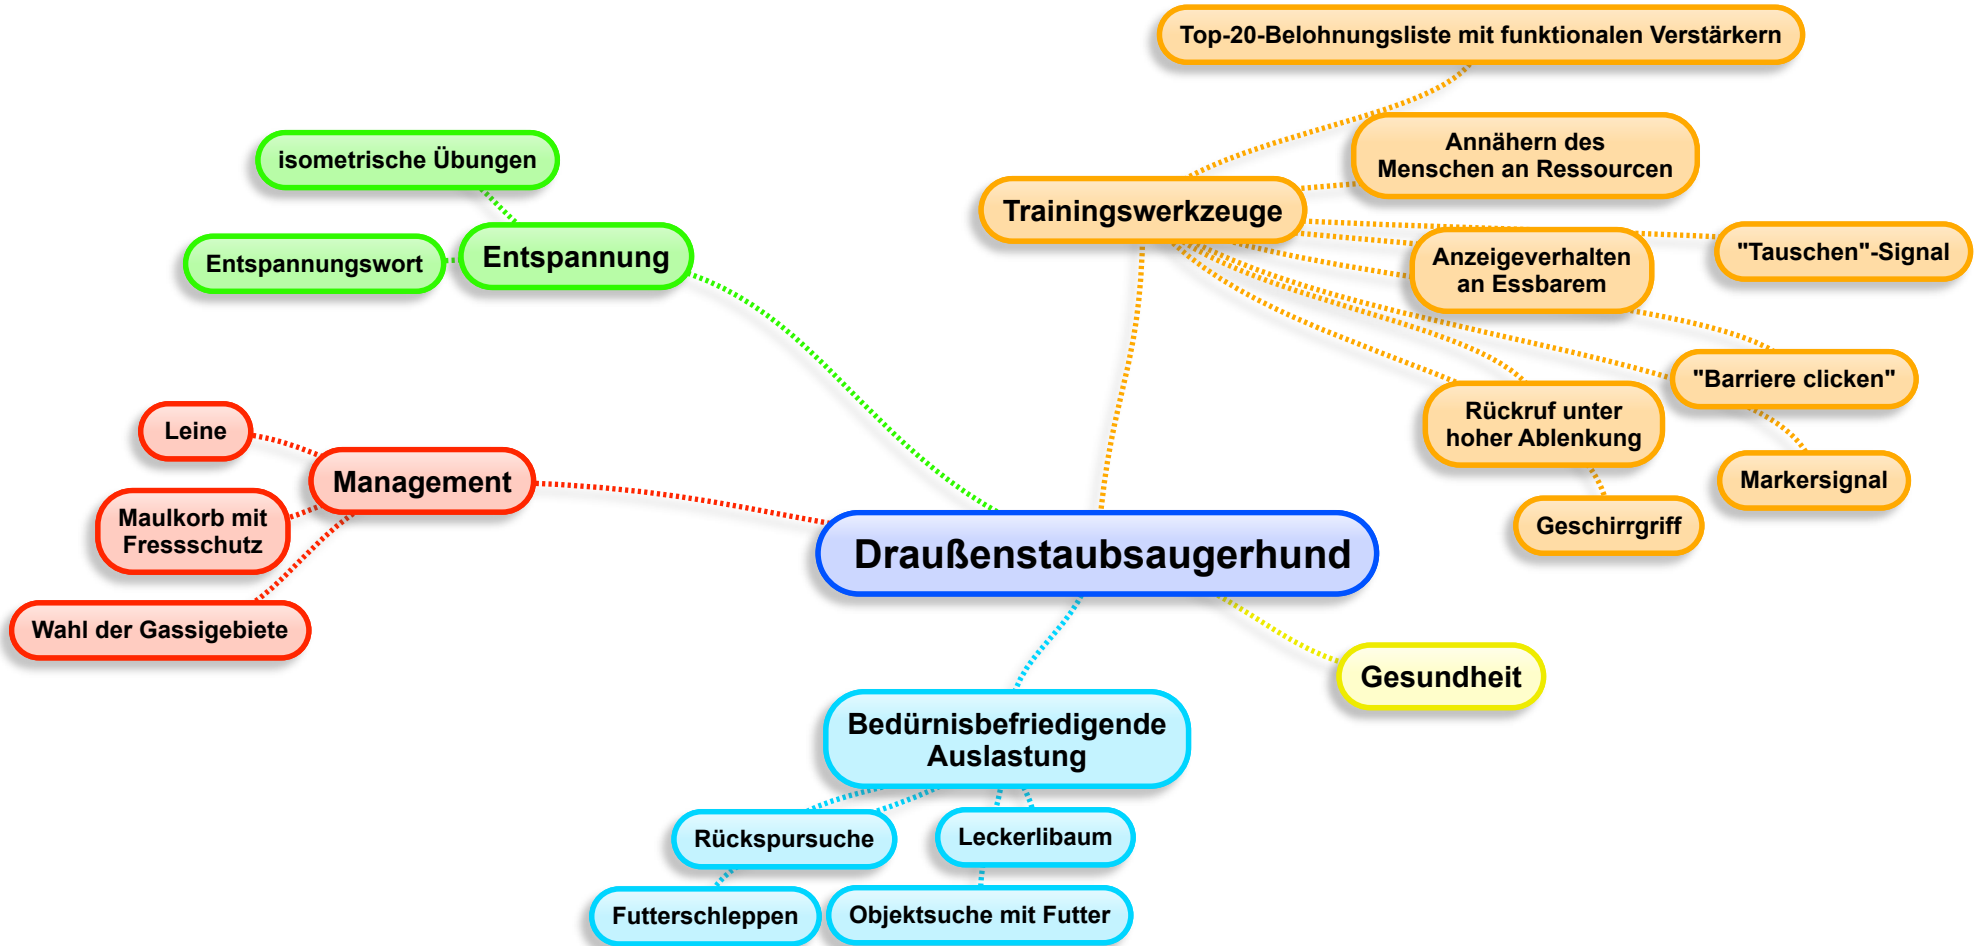 Top-20-Belohnungsliste mit funktionalen Verstärkern
Annähern des
Menschen an Ressourcen
isometrische Übungen
Trainingswerkzeuge
Entspannungswort
Entspannung
Anzeigeverhalten
an Essbarem
"Tauschen"-Signal
"Barriere clicken"
Leine
Management
Rückruf unter
hoher Ablenkung
Markersignal
Maulkorb mit
Fressschutz
Geschirrgriff
Draußenstaubsaugerhund
Wahl der Gassigebiete
Gesundheit
Bedürnisbefriedigende
Auslastung
Rückspursuche
Leckerlibaum
Futterschleppen
Objektsuche mit Futter